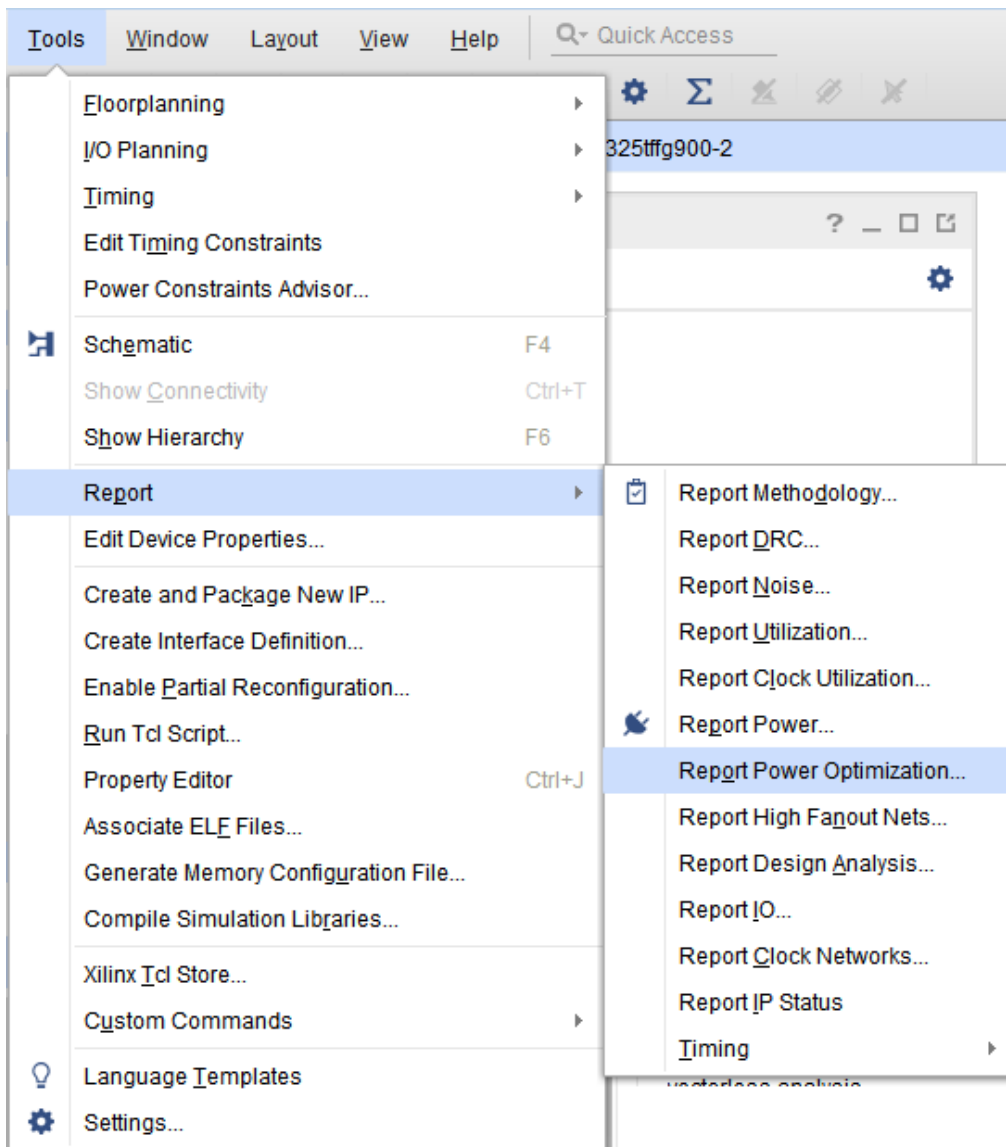 Tools Window Layout View Help Quick Access
Floorplanning
I/O Planning
Timing
Edit Timing Constraints
Power Constraints Advisor...
Schematic F4
Show Connectivity Ctrl+T
Show Hierarchy F6
Report
Edit Device Properties...
Create and Package New IP...
Create Interface Definition...
Enable Partial Reconfiguration...
Run Tcl Script...
Property Editor Ctrl+J
Associate ELF Files...
Generate Memory Configuration File...
Compile Simulation Libraries...
Xilinx Tcl Store...
Custom Commands
Language Templates
Settings...
325tffg900-2
?
Report Methodology...
Report DRC...
Report Noise...
Report Utilization...
Report Clock Utilization...
Report Power...
Report Power Optimization...
Report High Fanout Nets...
Report Design Analysis...
Report IO...
Report Clock Networks...
Report IP Status
Timing
vectorless analysis